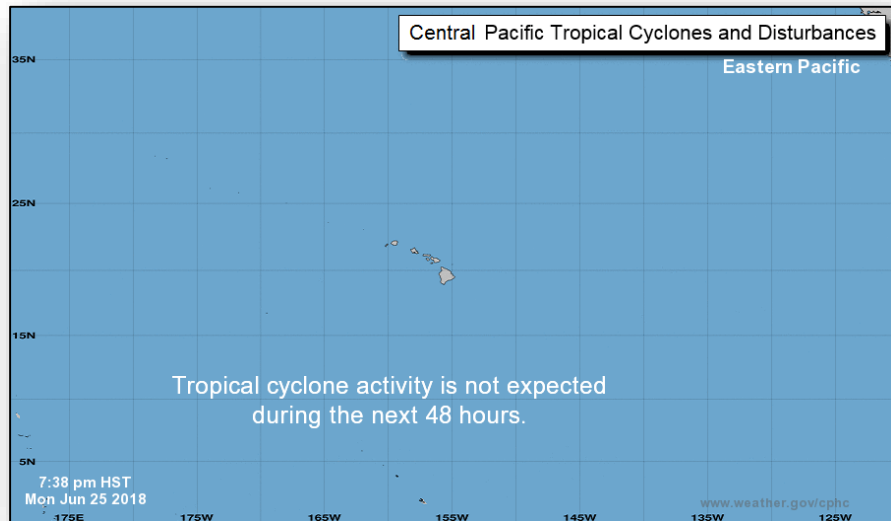 Central Pacific Tropical Cyclones and Disturbances
Eastern Pacific
35N
25N
15N
Tropical cyclone activity is not expected
during the next 48 hours.
5N
7:38 pm HST
Mon Jun 25 2018
www.weather.gov/cphc
175E
175W
165W
155W
145W
135W
125W